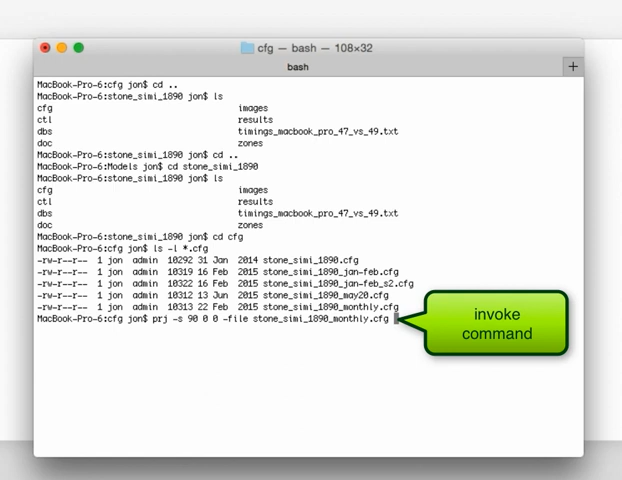 cfg — bash — 108×32
bash
MacBook-Pro-6:cfg jon$ cd ..
MacBook-Pro-6:stone_simi_1890 jon$ ls
cfg images
ctl results
dbs timings_macbook_pro_47_vs_49.txt
doc zones
MacBook-Pro-6:stone_simi_1890 jon$ cd ..
MacBook-Pro-6:Models jon$ cd stone_simi_1890
MacBook-Pro-6:stone_simi_1890 jon$ ls
cfg images
ctl results
dbs timings_macbook_pro_47_vs_49.txt
doc zones
MacBook-Pro-6:stone_simi_1890 jon$ cd cfg
MacBook-Pro-6:cfg jon$ ls -l *.cfg
-rw-r--r-- 1 jon admin 10292 31 Jan 2014 stone_simi_1890.cfg
-rw-r--r-- 1 jon admin 10319 16 Feb 2015 stone_simi_1890_jan-feb.cfg
-rw-r--r-- 1 jon admin 10322 16 Feb 2015 stone_simi_1890_jan-feb_s2.cfg
-rw-r--r-- 1 jon admin 10312 13 Jun 2015 stone_simi_1890_may20.cfg
-rw-r--r-- 1 jon admin 10313 22 Feb 2015 stone_simi_1890_monthly.cfg
MacBook-Pro-6:cfg jon$ prj -s 90 0 0 -file stone_simi_1890_monthly.cfg
invoke
command